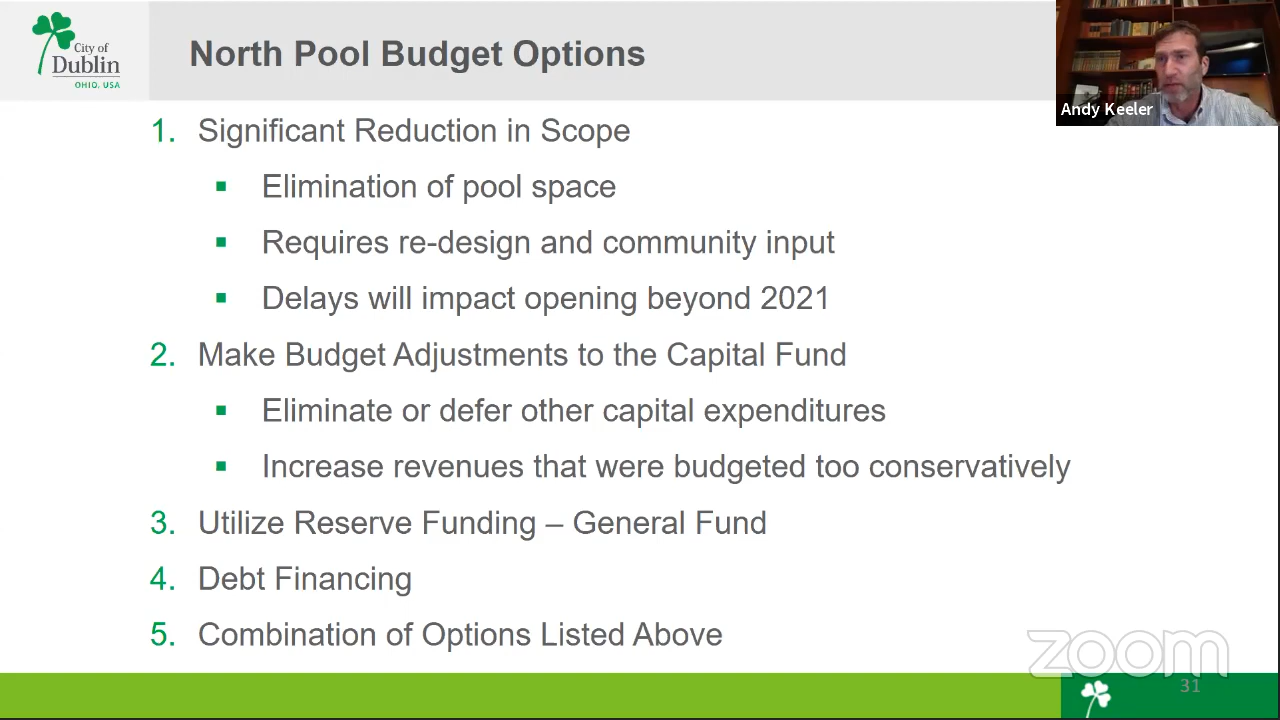 City of
Dublin
OHIO, USA
North Pool Budget Options
Andy Keeler
1. Significant Reduction in Scope
▪ Elimination of pool space
▪ Requires re-design and community input
▪ Delays will impact opening beyond 2021
2. Make Budget Adjustments to the Capital Fund
▪ Eliminate or defer other capital expenditures
▪ Increase revenues that were budgeted too conservatively
3. Utilize Reserve Funding – General Fund
4. Debt Financing
5. Combination of Options Listed Above
zoom
31